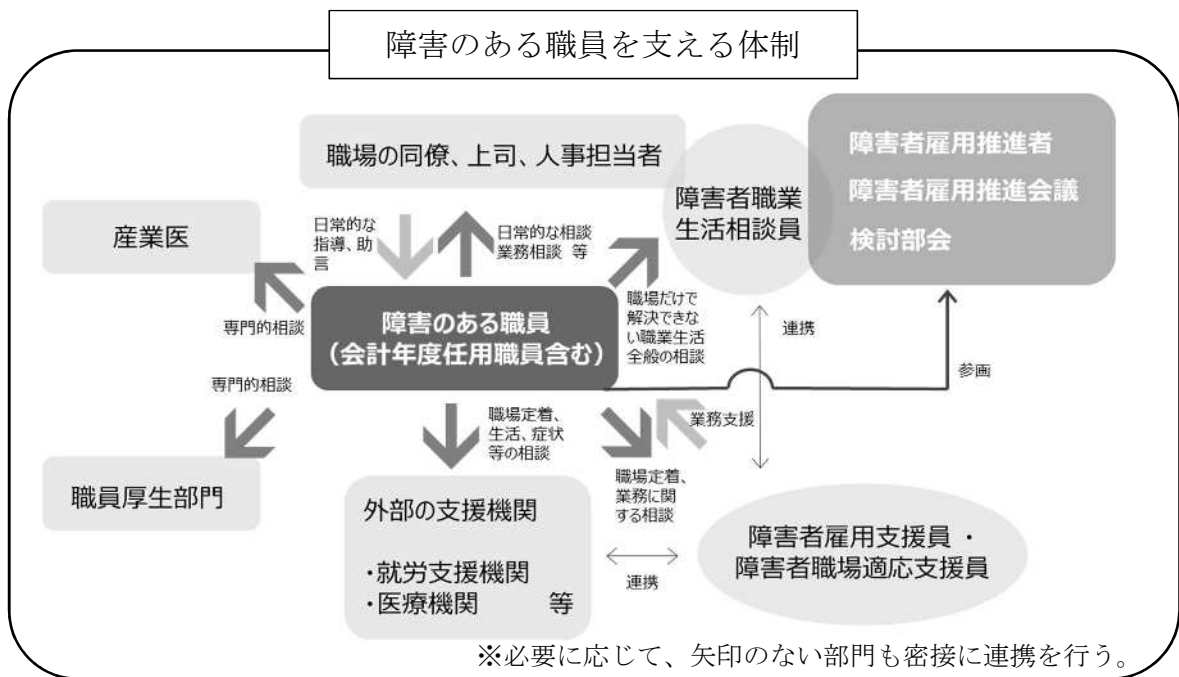 障害のある職員を支える体制
職場の同僚、上司、人事担当者
障害者職業
生活相談員
障害者雇用推進者
障害者雇用推進会議
検討部会
産業医
日常的な
指導、助
言
日常的な相談
業務相談 等
専門的相談
障害のある職員
（会計年度任用職員含む）
職場だけで
解決できな
い職業生活
全般の相談
連携
参画
専門的相談
職員厚生部門
職場定着、
生活、症状
等の相談
業務支援
職場定着、
業務に関
する相談
外部の支援機関
・就労支援機関
・医療機関 等
連携
障害者雇用支援員 ・
障害者職場適応支援員
※必要に応じて、矢印のない部門も密接に連携を行う。